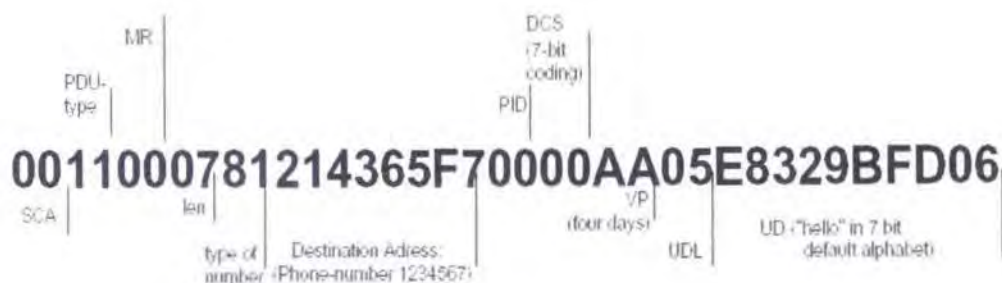 MR
DCS
(7-bit
coding)
PDU-
type
PID
0011000781214365F70000AA05E8329BFD06
SCA
len
VP
(four days)
type of
number
Destination Adress:
(Phone-number 1234567)
UDL
UD ("hello" in 7 bit
default alphabet)